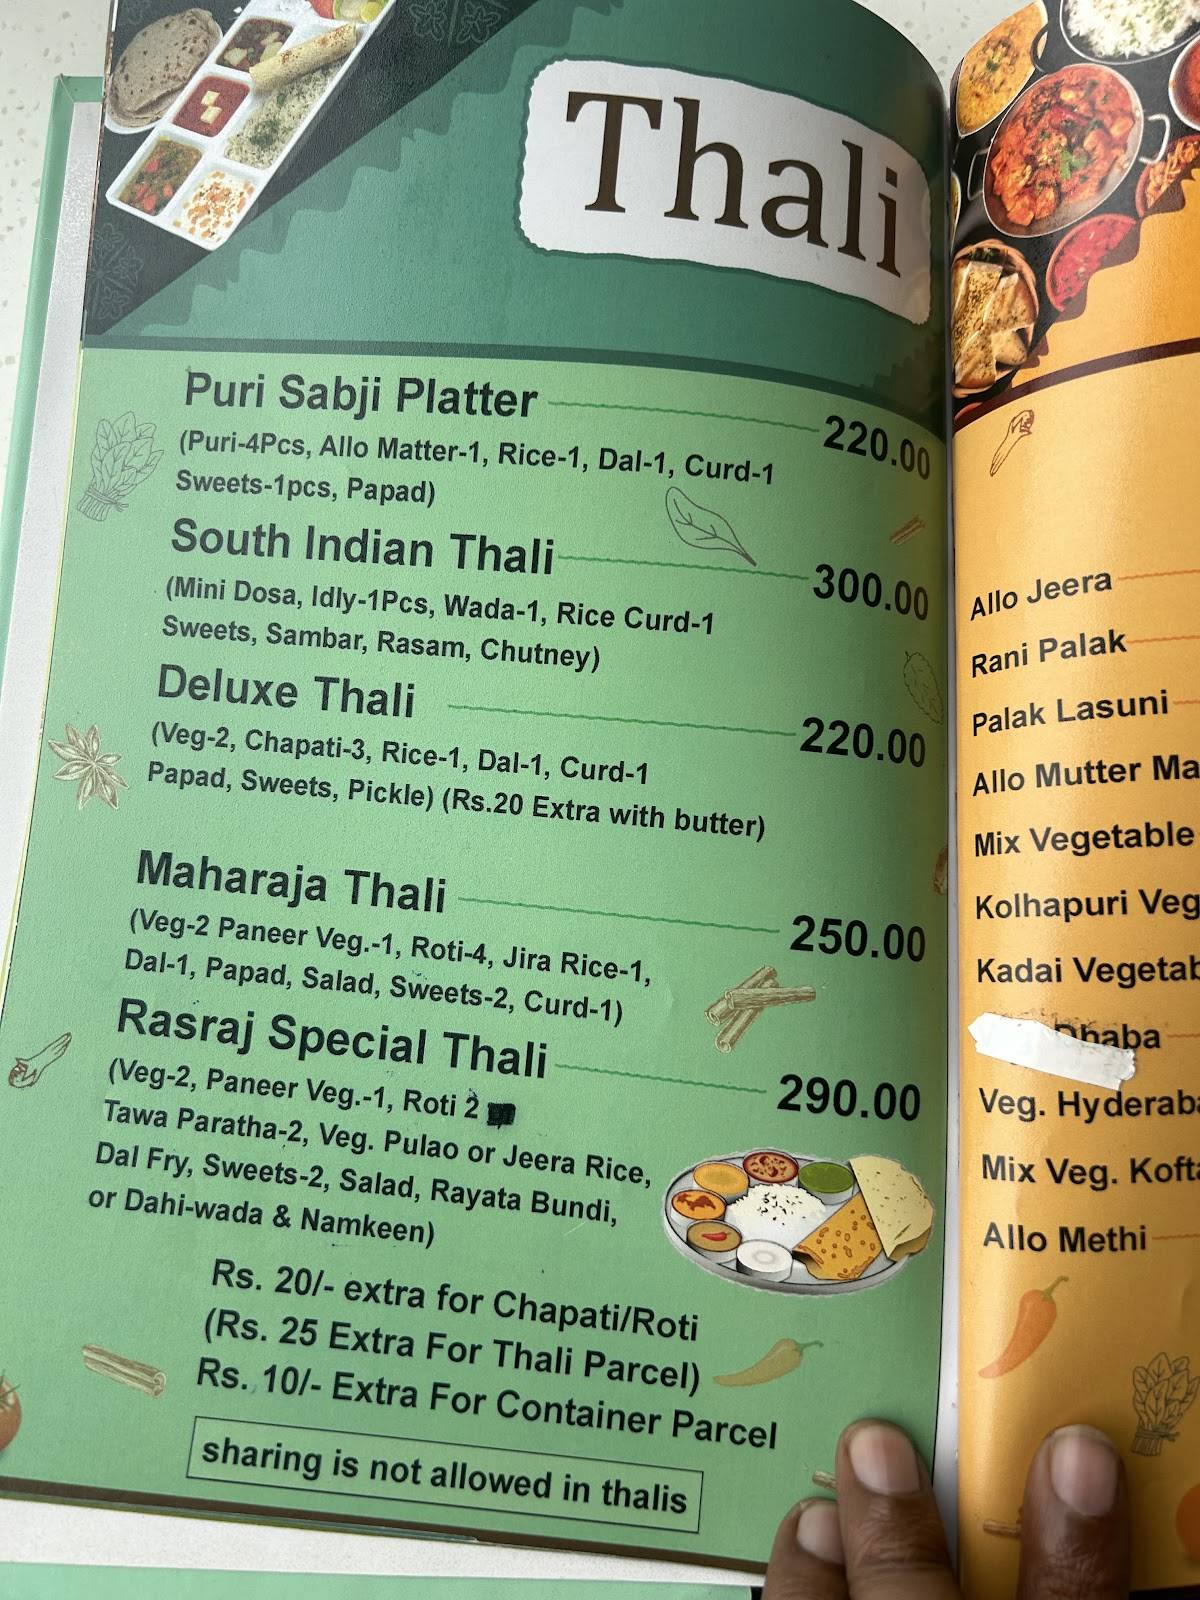 Thali
Puri Sabji Platter 220.00
(Puri-4Pcs, Allo Matter-1, Rice-1, Dal-1, Curd-1
Sweets-1pcs, Papad)
South Indian Thali 300.00
(Mini Dosa, Idly-1Pcs, Wada-1, Rice Curd-1
Sweets, Sambar, Rasam, Chutney)
Deluxe Thali 220.00
(Veg-2, Chapati-3, Rice-1, Dal-1, Curd-1
Papad, Sweets, Pickle) (Rs.20 Extra with butter)
Maharaja Thali 250.00
(Veg-2 Paneer Veg.-1, Roti-4, Jira Rice-1,
Dal-1, Papad, Salad, Sweets-2, Curd-1)
Rasraj Special Thali 290.00
(Veg-2, Paneer Veg.-1, Roti 2
Tawa Paratha-2, Veg. Pulao or Jeera Rice,
Dal Fry, Sweets-2, Salad, Rayata Bundi,
or Dahi-wada & Namkeen)
Rs. 20/- extra for Chapati/Roti
(Rs. 25 Extra For Thali Parcel)
Rs. 10/- Extra For Container Parcel
sharing is not allowed in thalis
Allo Jeera
Rani Palak
Palak Lasuni
Allo Mutter Ma
Mix Vegetable
Kolhapuri Veg
Kadai Vegetab
Dhaba
Veg. Hyderaba
Mix Veg. Kofta
Allo Methi